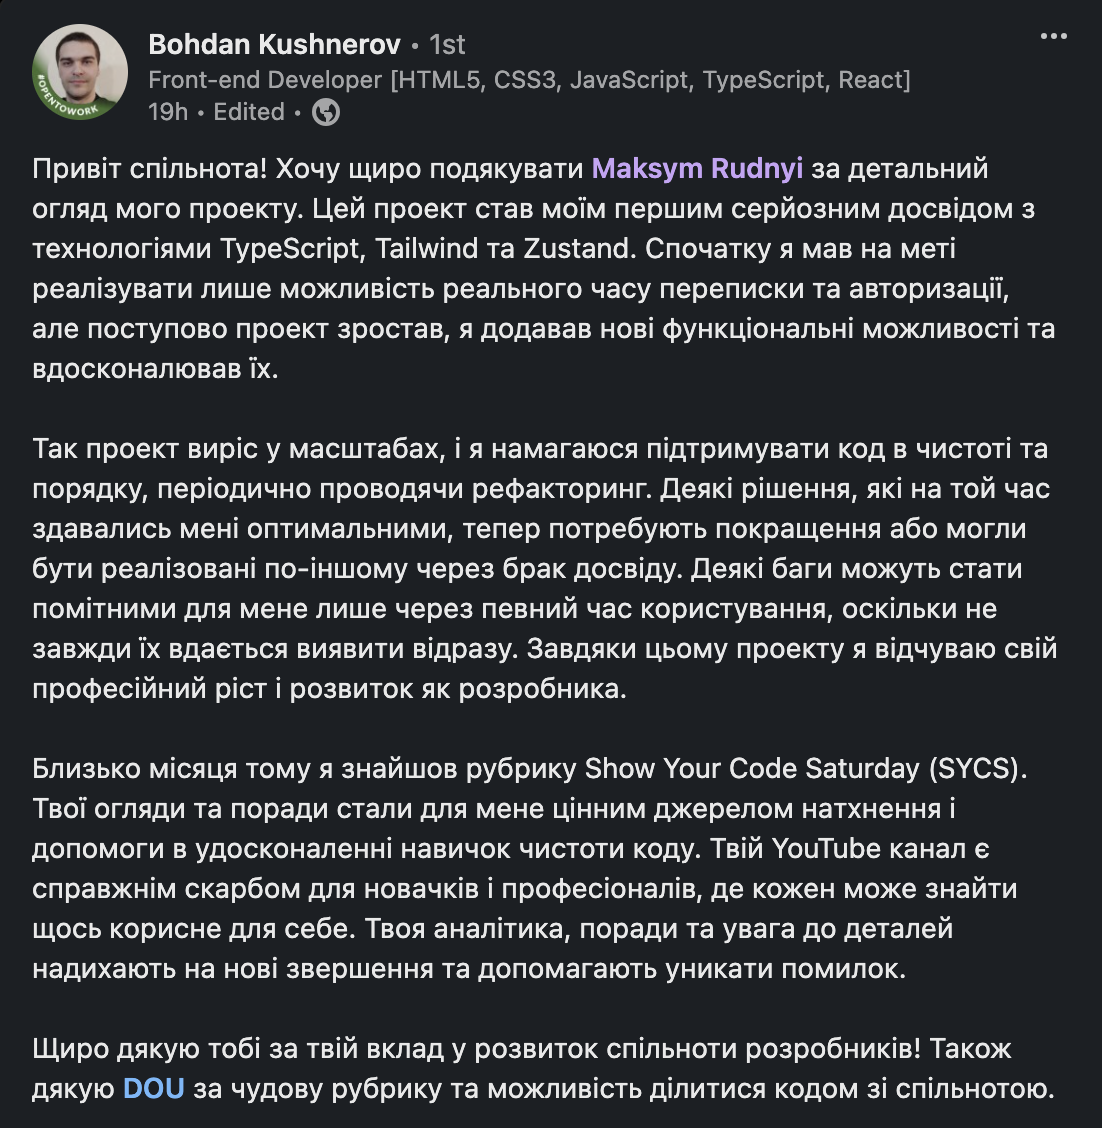 Bohdan Kushnerov • 1st
Front-end Developer [HTML5, CSS3, JavaScript, TypeScript, React]
19h • Edited •
#OPENTOWORK
Привіт спільнота! Хочу щиро подякувати Maksym Rudnyi за детальний
огляд мого проекту. Цей проект став моїм першим серйозним досвідом з
технологіями TypeScript, Tailwind та Zustand. Спочатку я мав на меті
реалізувати лише можливість реального часу переписки та авторизації,
але поступово проект зростав, я додавав нові функціональні можливості та
вдосконалював їх.
Так проект виріс у масштабах, і я намагаюся підтримувати код в чистоті та
порядку, періодично проводячи рефакторинг. Деякі рішення, які на той час
здавались мені оптимальними, тепер потребують покращення або могли
бути реалізовані по-іншому через брак досвіду. Деякі баги можуть стати
помітними для мене лише через певний час користування, оскільки не
завжди їх вдається виявити відразу. Завдяки цьому проекту я відчуваю свій
професійний ріст і розвиток як розробника.
Близько місяця тому я знайшов рубрику Show Your Code Saturday (SYCS).
Твої огляди та поради стали для мене цінним джерелом натхнення і
допомоги в удосконаленні навичок чистоти коду. Твій YouTube канал є
справжнім скарбом для новачків і професіоналів, де кожен може знайти
щось корисне для себе. Твоя аналітика, поради та увага до деталей
надихають на нові звершення та допомагають уникати помилок.
Щиро дякую тобі за твій вклад у розвиток спільноти розробників! Також
дякую DOU за чудову рубрику та можливість ділитися кодом зі спільнотою.